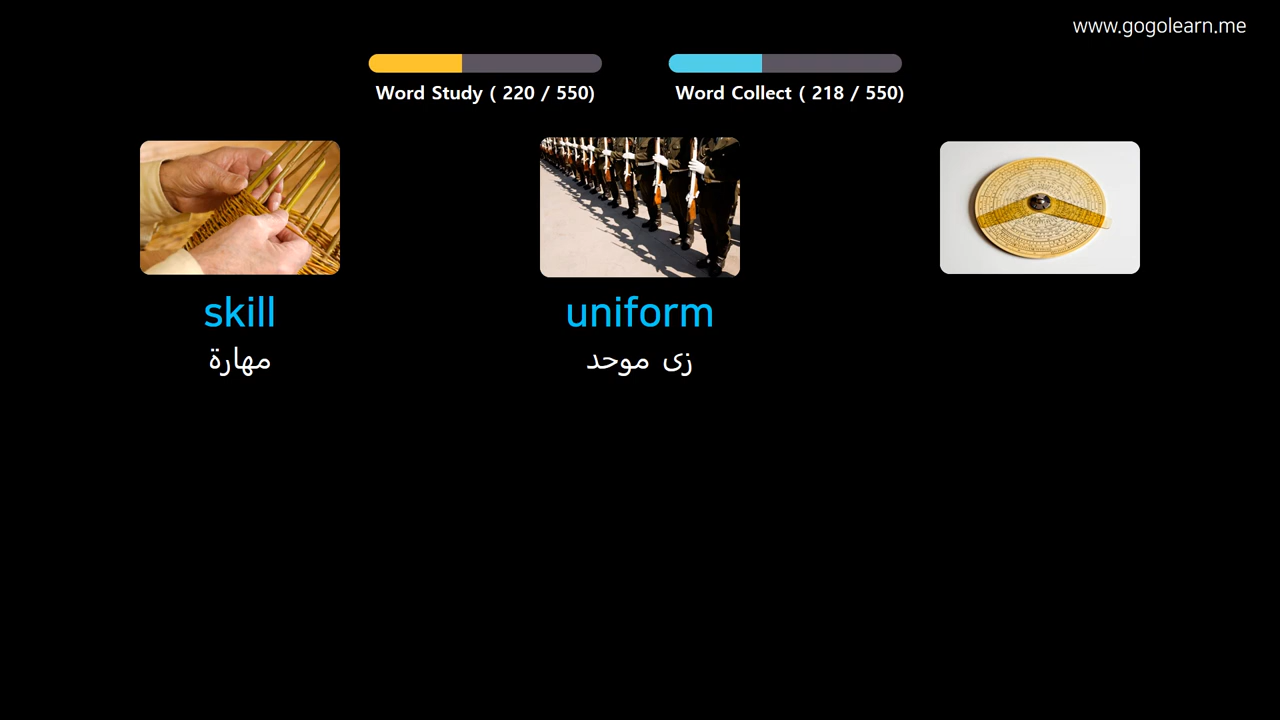 www.gogolearn.me
Word Study ( 220 / 550)
Word Collect ( 218 / 550)
skill
مهارة
uniform
زى موحد